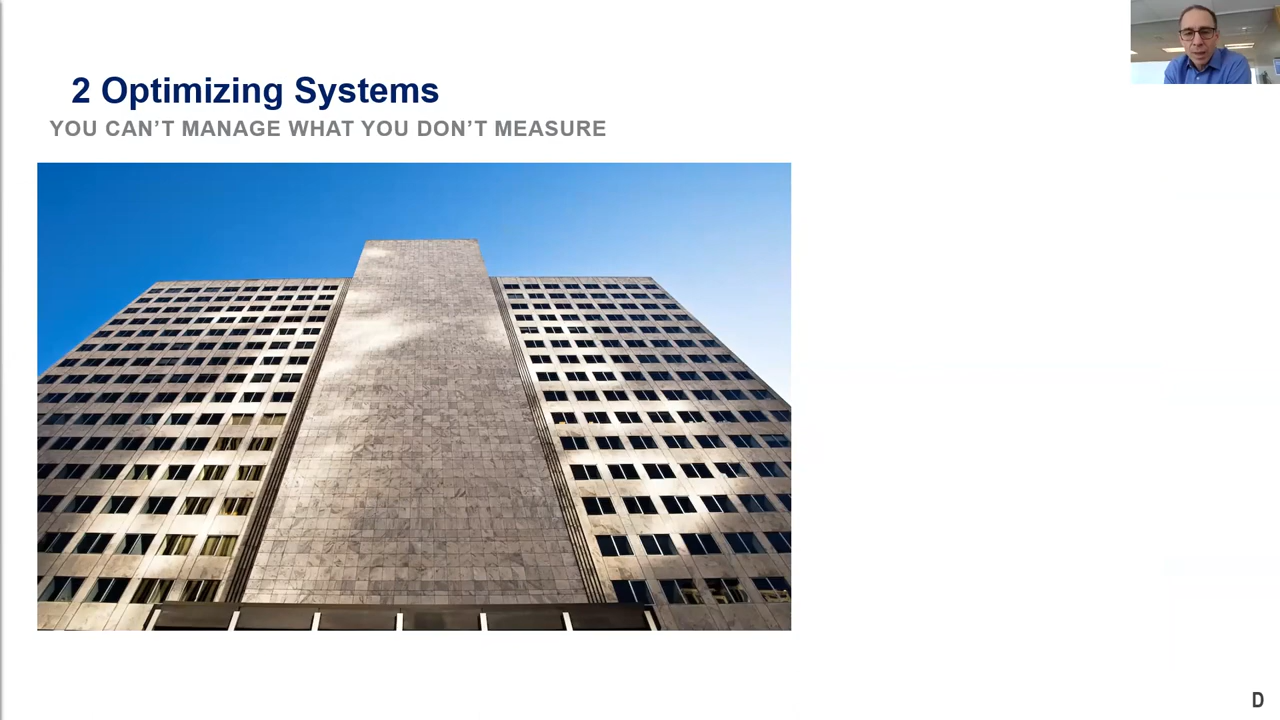 2 Optimizing Systems
YOU CAN’T MANAGE WHAT YOU DON’T MEASURE
D